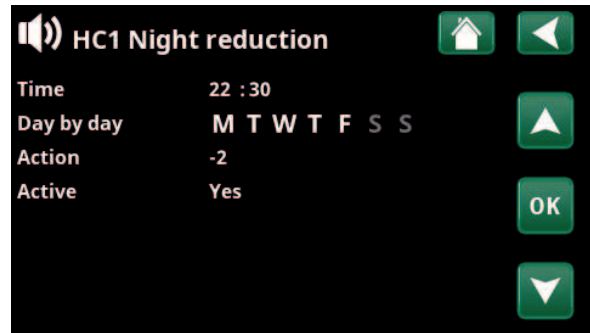 HC1 Night reduction
Time 22 :30
Day by day M T W T F S S
Action -2
Active Yes
OK